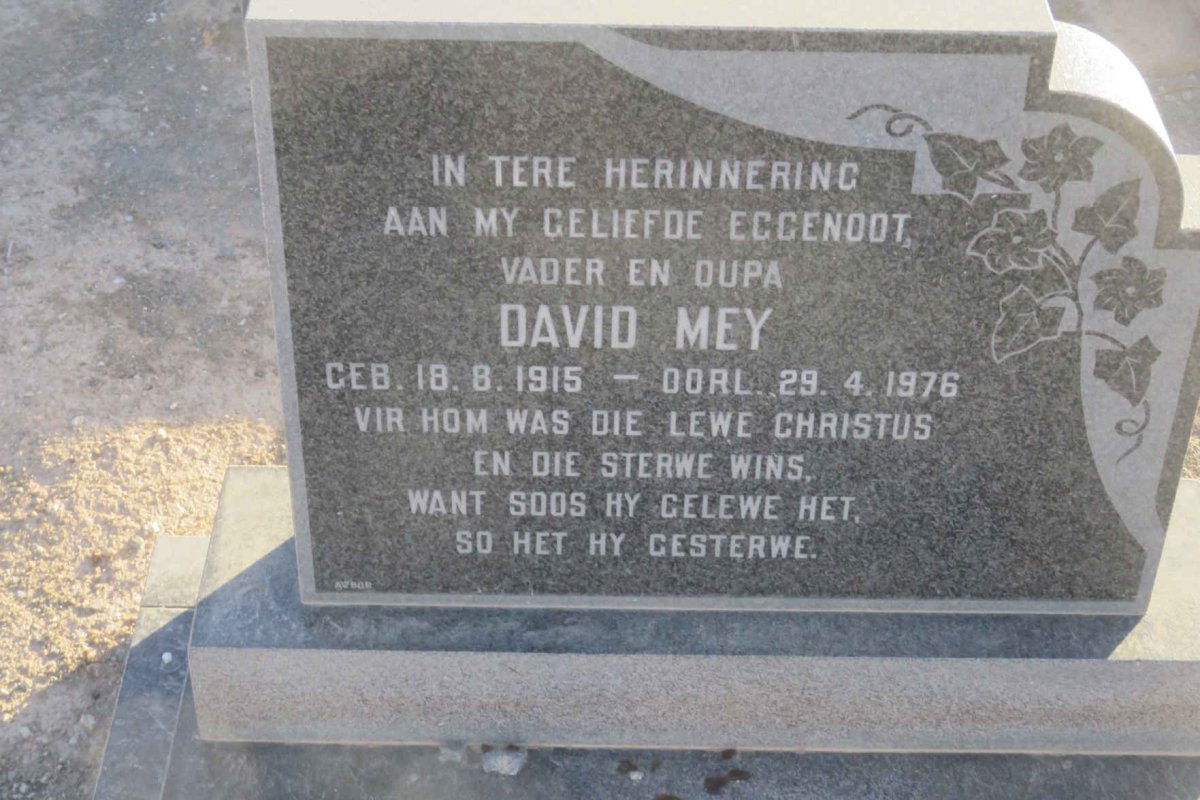 IN TERE HERINNERING
AAN MY GELIEFDE EGGENOOT,
VADER EN OUPA
DAVID MEY
GEB. 18. 8. 1915 – OORL. 29. 4. 1976
VIR HOM WAS DIE LEWE CHRISTUS
EN DIE STERWE WINS,
WANT SOOS HY GELEWE HET,
SO HET HY GESTERWE.